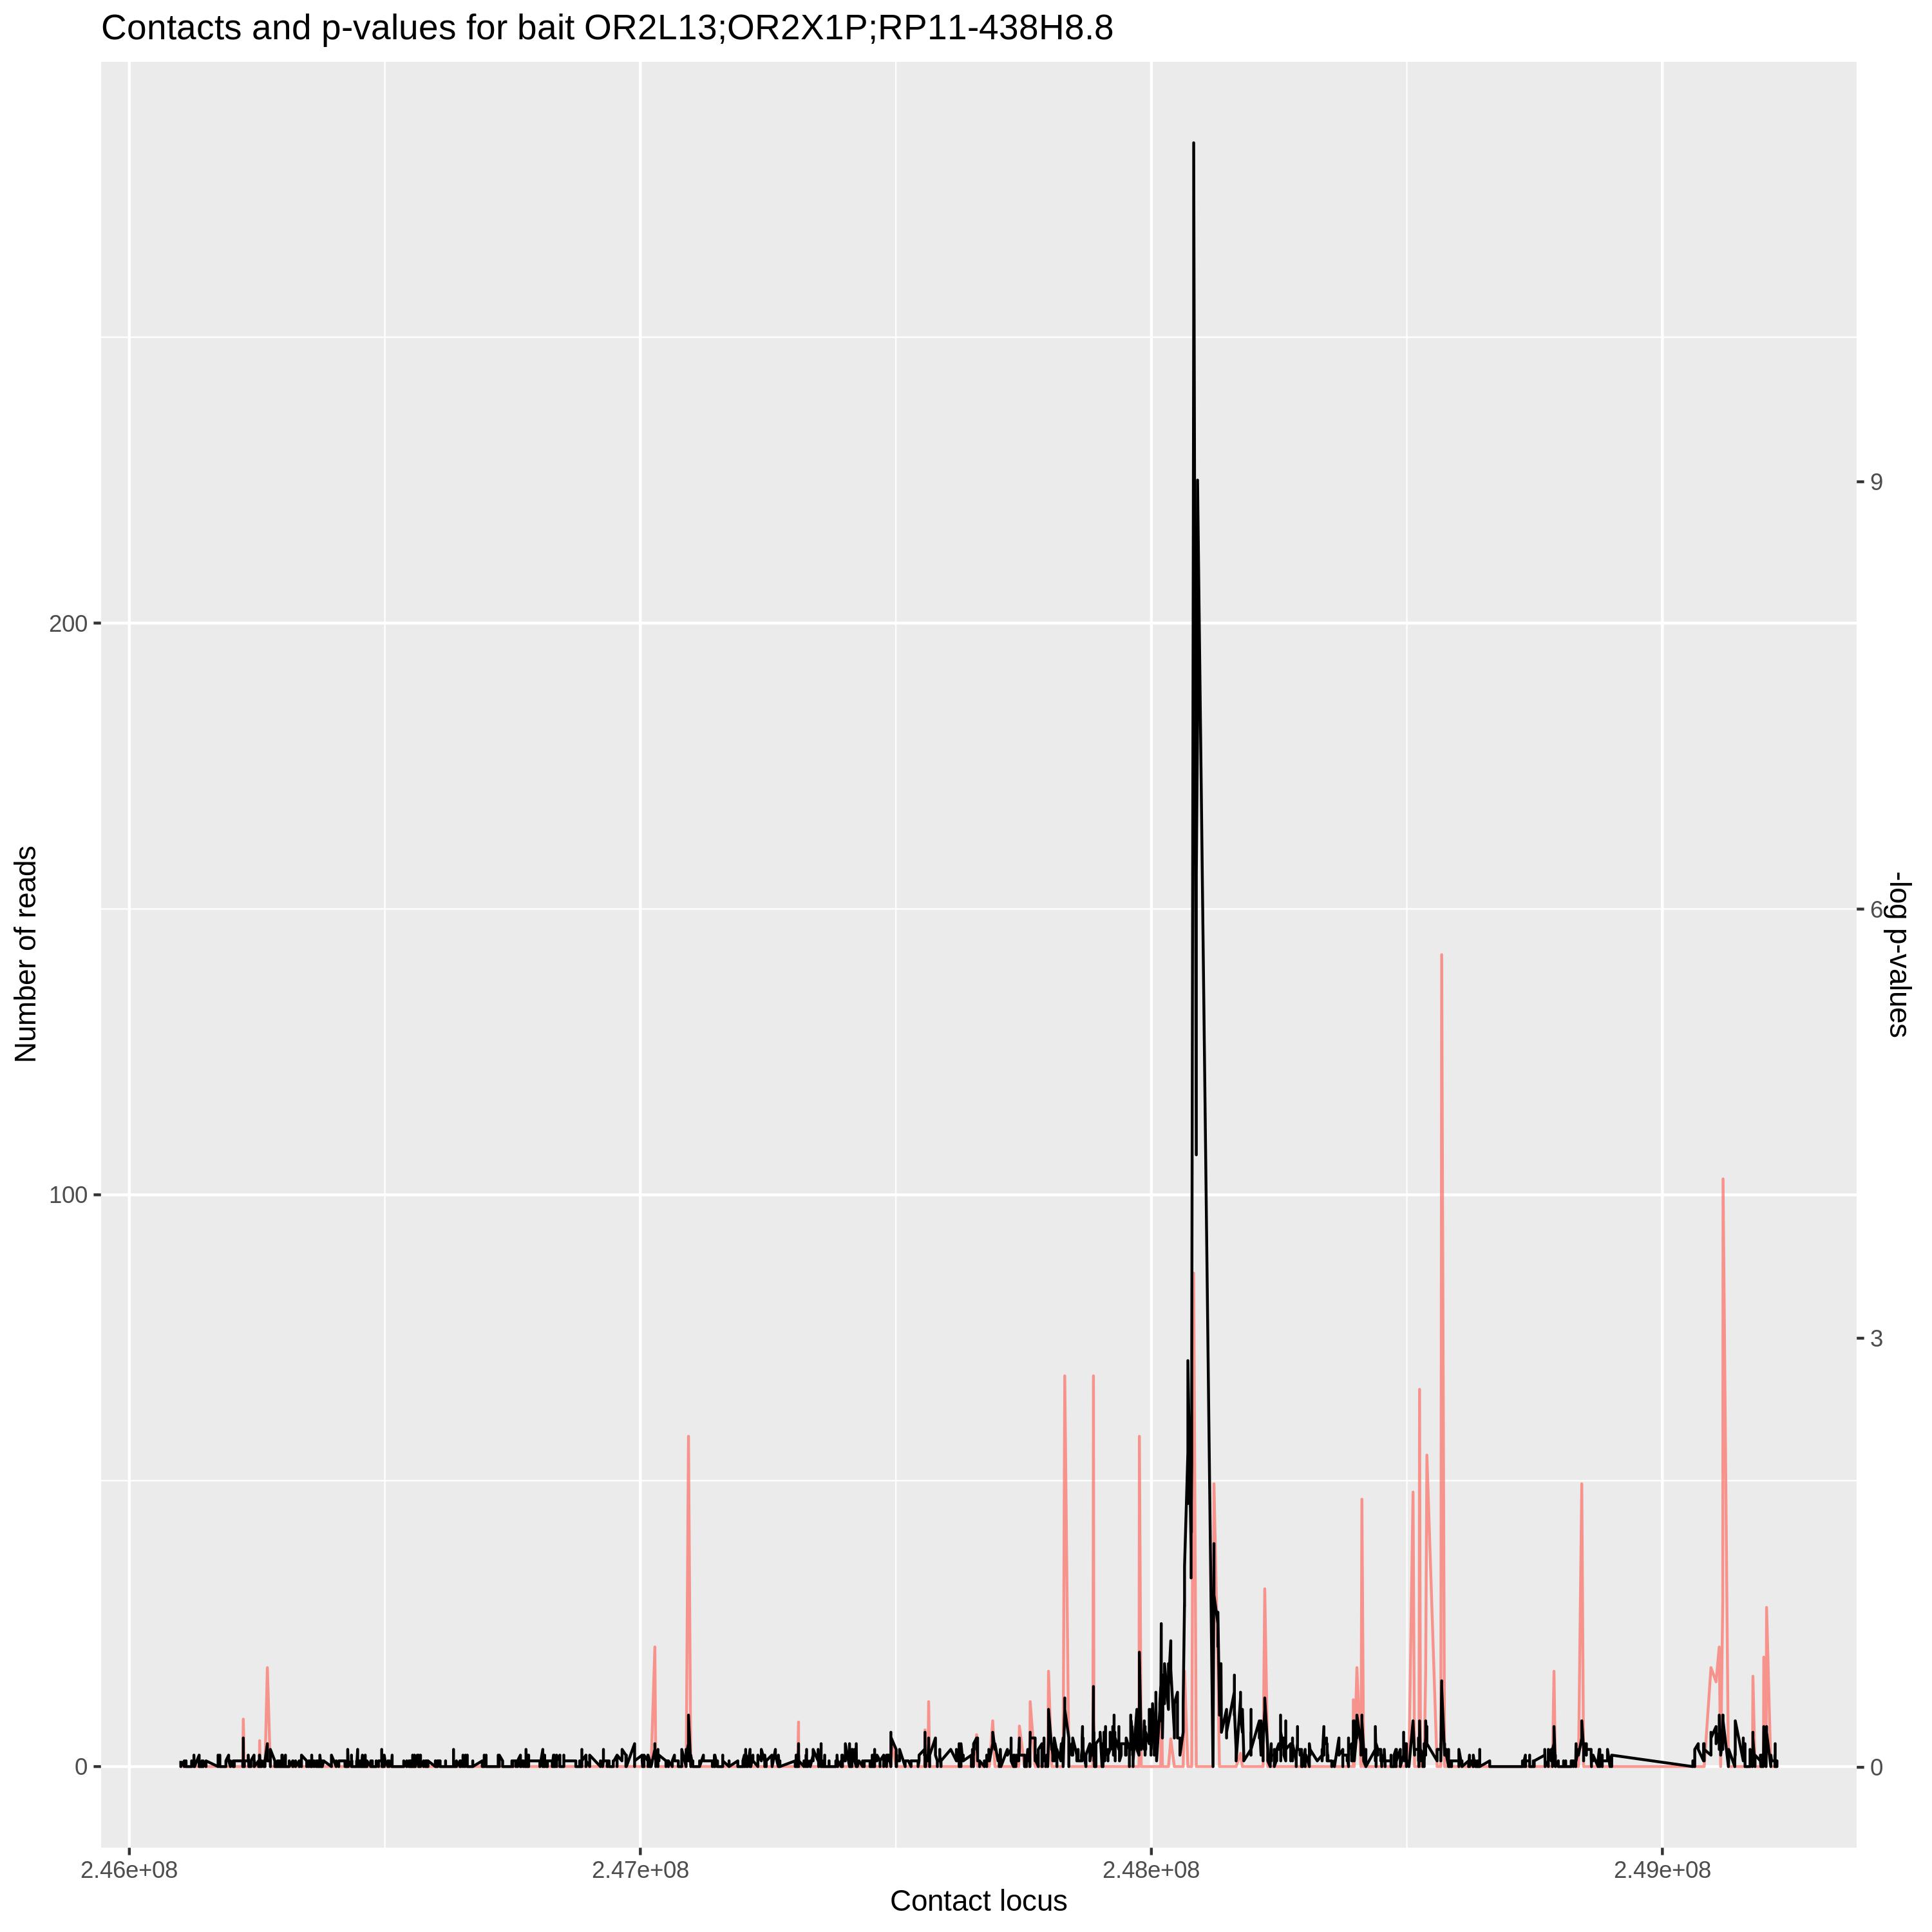 Contacts and p-values for bait OR2L13;OR2X1P;RP11-438H8.8
Number of reads
200
100
0
9
6
3
0
-log p-values
2.46e+08
2.47e+08
2.48e+08
2.49e+08
Contact locus